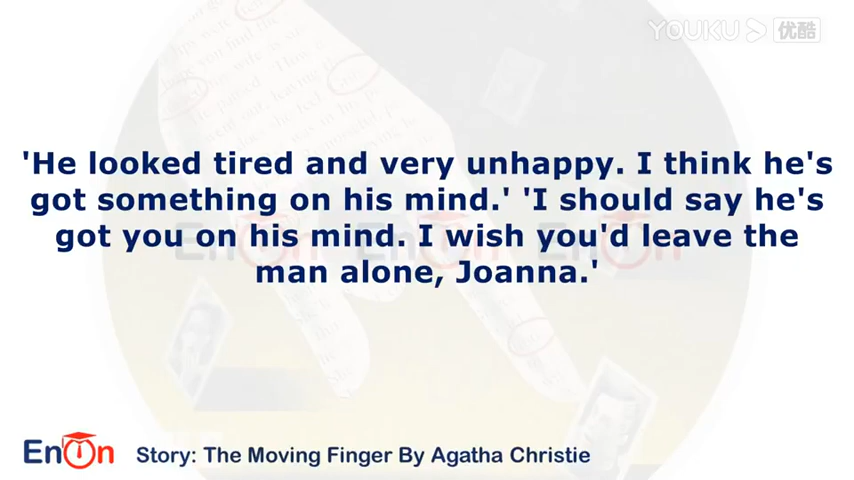 YOUKU 优酷
'He looked tired and very unhappy. I think he's
got something on his mind.' 'I should say he's
got you on his mind. I wish you'd leave the
man alone, Joanna.'
EnOn Story: The Moving Finger By Agatha Christie